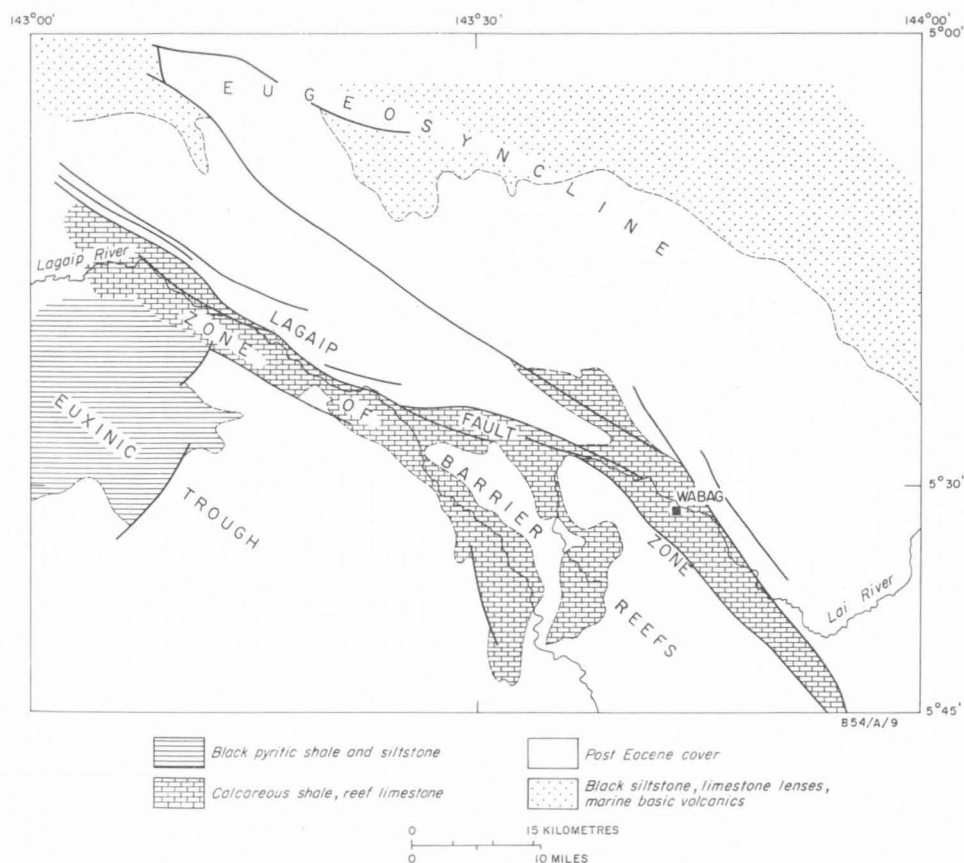 143°00' 143°30' 144°00'
5°00'
EUGEOSYNCLINE
Lagaip River
LAGAIP
ZONE
OF
EUXINIC
FAULT
BARRIER
5°30'
WABAG
TROUGH
ZONE
REEFS
Lai River
5°45'
B54/A/9
Black pyritic shale and siltstone
Post Eocene cover
Calcareous shale, reef limestone
Black siltstone, limestone lenses,
marine basic volcanics
0 15 KILOMETRES
0 10 MILES